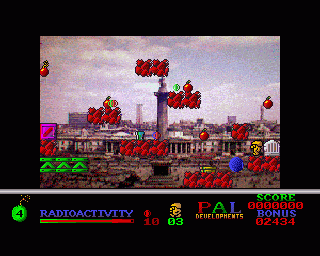 SCORE
0000000
4
RADIOACTIVITY
10
03
PAL
DEVELOPMENTS
BONUS
02434